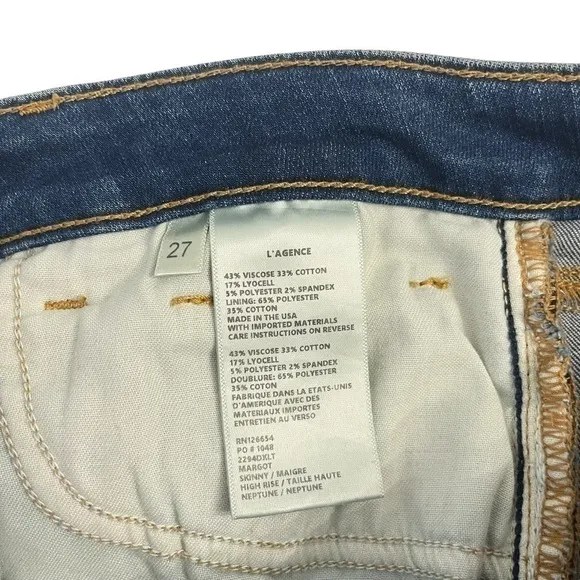 27
L'AGENCE
43% VISCOSE 33% COTTON
17% LYOCELL
5% POLYESTER 2% SPANDEX
LINING: 65% POLYESTER
35% COTTON
MADE IN THE USA
WITH IMPORTED MATERIALS
CARE INSTRUCTIONS ON REVERSE
43% VISCOSE 33% COTTON
17% LYOCELL
5% POLYESTER 2% SPANDEX
DOUBLURE: 65% POLYESTER
35% COTON
FABRIQUE DANS LA ETATS-UNIS
D'AMERIQUE AVEC DES
MATERIAUX IMPORTES
ENTRETIEN AU VERSO
RN126654
PO # 1048
2294DXLT
MARGOT
SKINNY / MAIGRE
HIGH RISE / TAILLE HAUTE
NEPTUNE / NEPTUNE